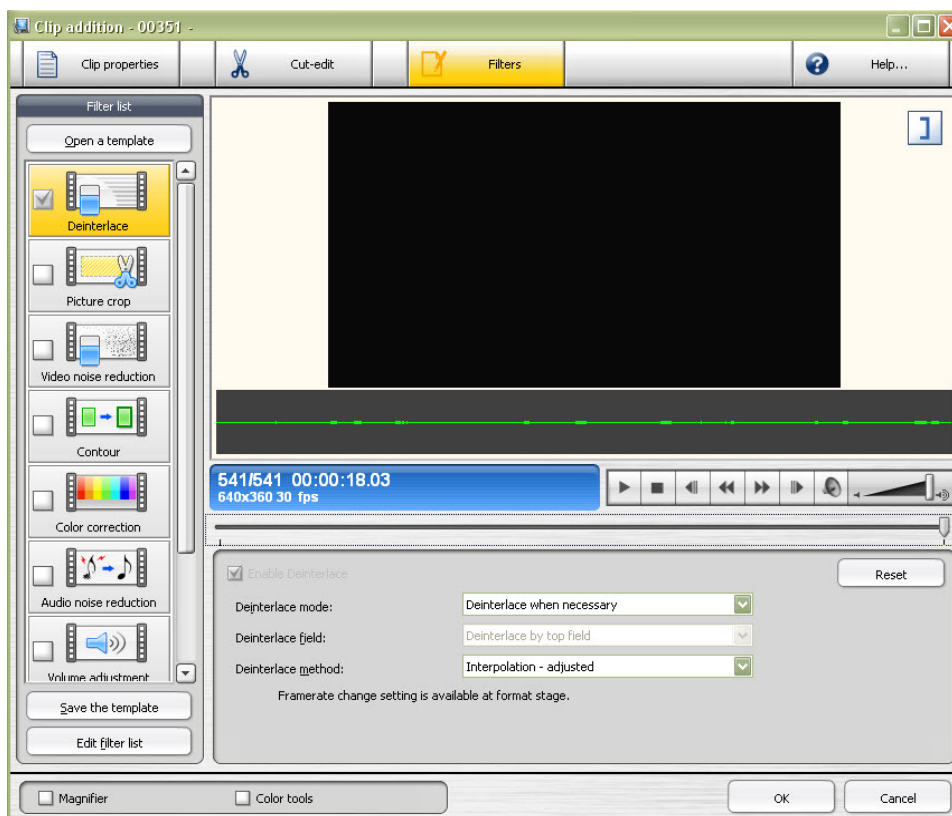 Clip addition - 00351 -
Clip properties
Cut-edit
Filters
Help...
Filter list
Open a template
Deinterlace
Picture crop
Video noise reduction
Contour
Color correction
Audio noise reduction
Volume adjustment
Save the template
Edit filter list
541/541 00:00:18.03
640x360 30 fps
Enable Deinterlace
Reset
Deinterlace mode:
Deinterlace when necessary
Deinterlace field:
Deinterlace by top field
Deinterlace method:
Interpolation - adjusted
Framerate change setting is available at format stage.
Magnifier
Color tools
OK
Cancel